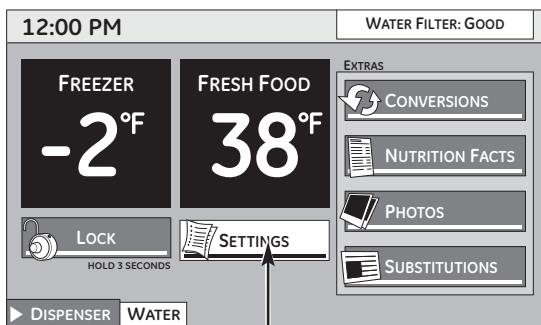 12:00 PM
WATER FILTER: GOOD
FREEZER
-2°F
FRESH FOOD
38°F
EXTRAS
CONVERSIONS
NUTRITION FACTS
PHOTOS
SUBSTITUTIONS
LOCK
HOLD 3 SECONDS
SETTINGS
DISPENSER
WATER